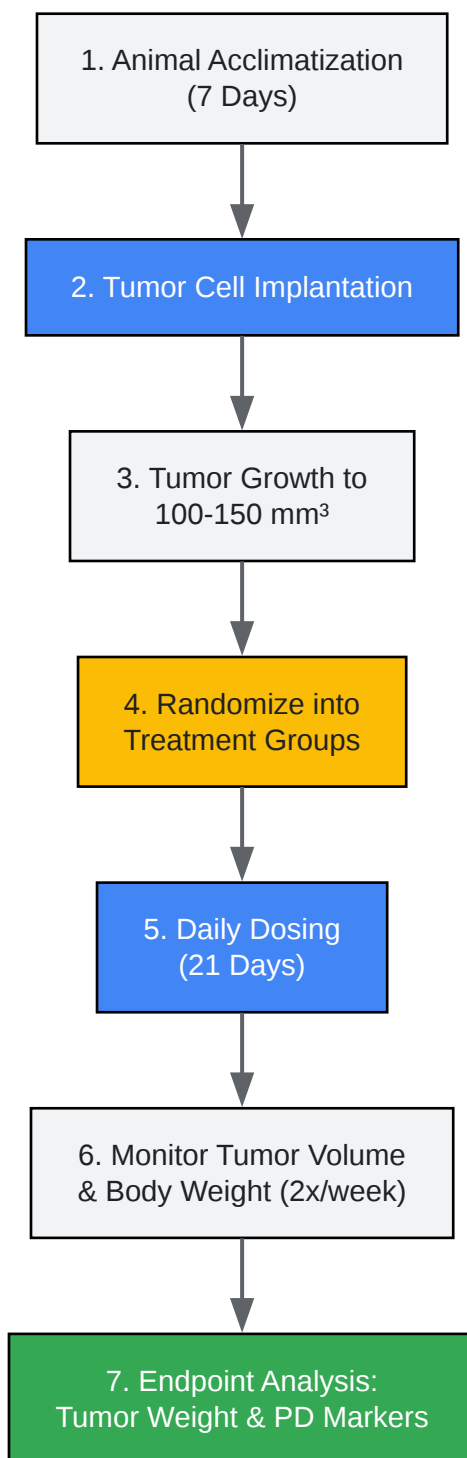 1. Animal Acclimatization
(7 Days)
2. Tumor Cell Implantation
3. Tumor Growth to
100-150 mm³
4. Randomize into
Treatment Groups
5. Daily Dosing
(21 Days)
6. Monitor Tumor Volume
& Body Weight (2x/week)
7. Endpoint Analysis:
Tumor Weight & PD Markers